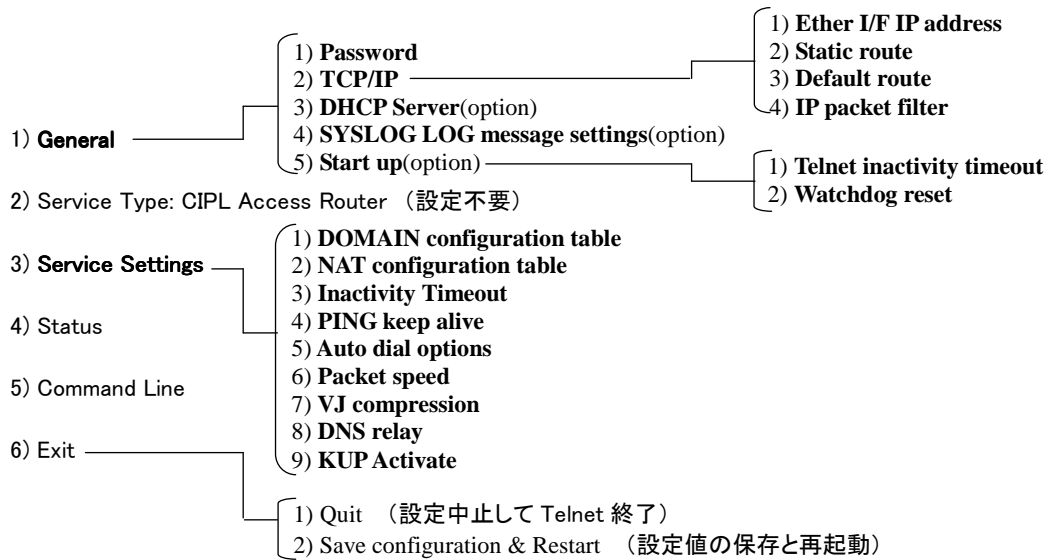 1) General
1) Password
2) TCP/IP
3) DHCP Server(option)
4) SYSLOG LOG message settings(option)
5) Start up(option)
1) Ether I/F IP address
2) Static route
3) Default route
4) IP packet filter
1) Telnet inactivity timeout
2) Watchdog reset
2) Service Type: CIPL Access Router （設定不要）
3) Service Settings
1) DOMAIN configuration table
2) NAT configuration table
3) Inactivity Timeout
4) PING keep alive
5) Auto dial options
6) Packet speed
7) VJ compression
8) DNS relay
9) KUP Activate
4) Status
5) Command Line
6) Exit
1) Quit （設定中止して Telnet 終了）
2) Save configuration & Restart （設定値の保存と再起動）